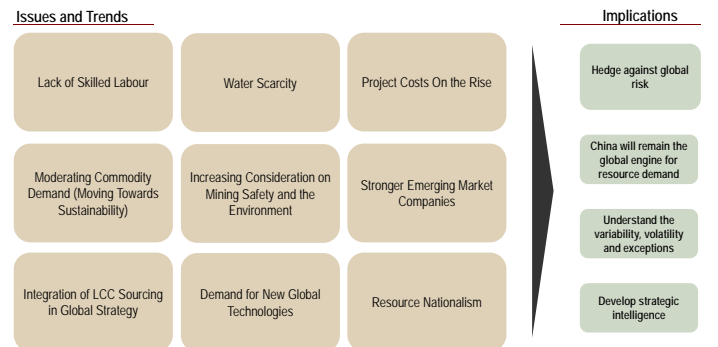 Issues and Trends
Implications
Lack of Skilled Labour
Water Scarcity
Project Costs On the Rise
Moderating Commodity
Demand (Moving Towards
Sustainability)
Increasing Consideration on
Mining Safety and the
Environment
Stronger Emerging Market
Companies
Integration of LCC Sourcing
in Global Strategy
Demand for New Global
Technologies
Resource Nationalism
Hedge against global
risk
China will remain the
global engine for
resource demand
Understand the
variability, volatility
and exceptions
Develop strategic
intelligence